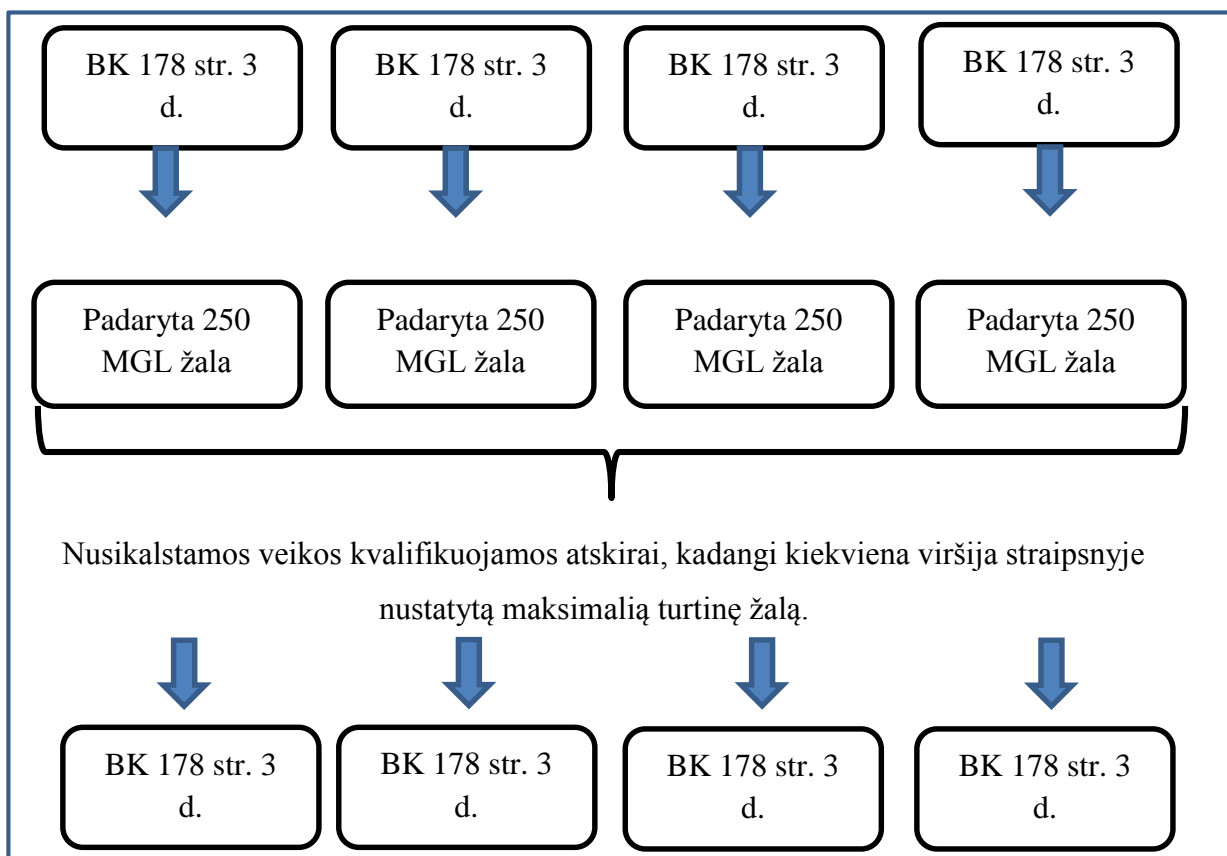 BK 178 str. 3
d.
BK 178 str. 3
d.
BK 178 str. 3
d.
BK 178 str. 3
d.
Padaryta 250
MGL žala
Padaryta 250
MGL žala
Padaryta 250
MGL žala
Padaryta 250
MGL žala
Nusikalstamos veikos kvalifikuojamos atskirai, kadangi kiekviena viršija straipsnyje
nustatytą maksimalią turtinę žalą.
BK 178 str. 3
d.
BK 178 str. 3
d.
BK 178 str. 3
d.
BK 178 str. 3
d.